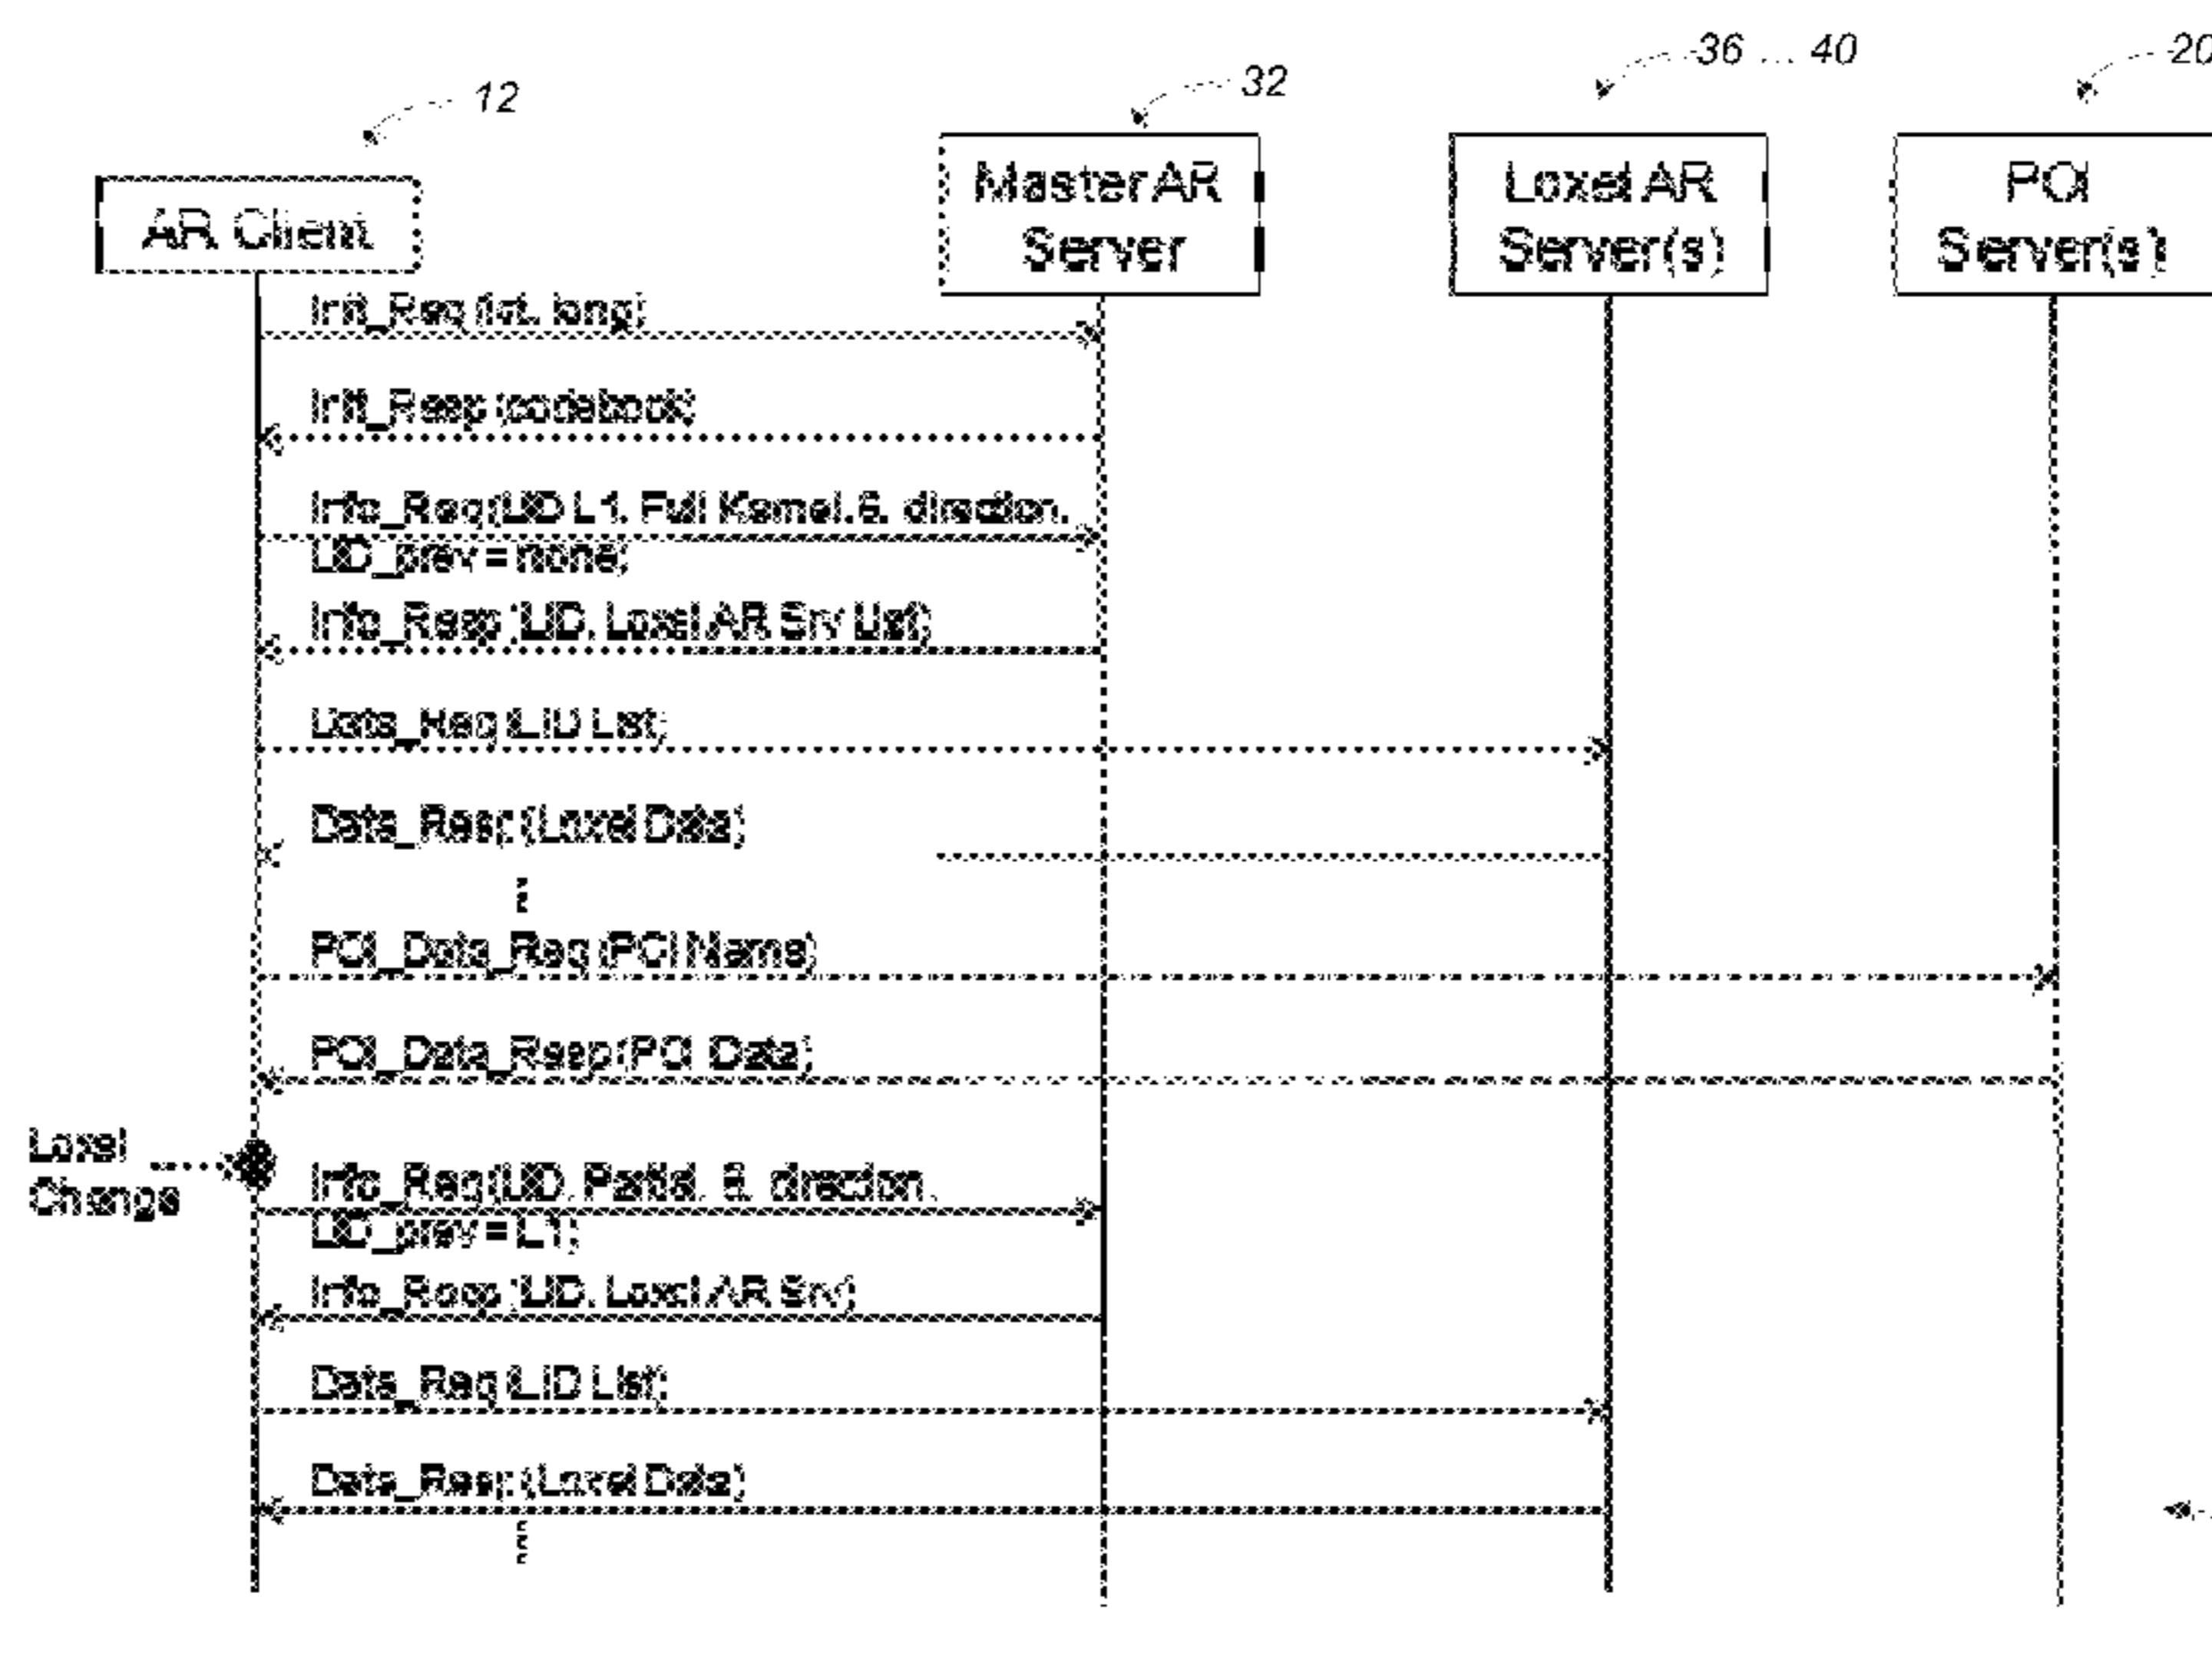 12
32
36 ... 40
20
AR Client
Master AR
Server
Loxel AR
Server(s)
POI
Server(s)
Init_Req (lat, long)
Init_Resp (codebook)
Info_Req (LID L1, Full Kernel, 6, direction,
LID_prev = none)
Info_Resp (LID, Loxel AR Srv List)
Data_Req (LID List)
Data_Resp (Loxel Data)
POI_Data_Req (POI Name)
POI_Data_Resp (POI Data)
Loxel
Change
Info_Req (LID, Partial, direction,
LID_prev = L1)
Info_Resp (LID, Loxel AR Srv)
Data_Req (LID List)
Data_Resp (Loxel Data)